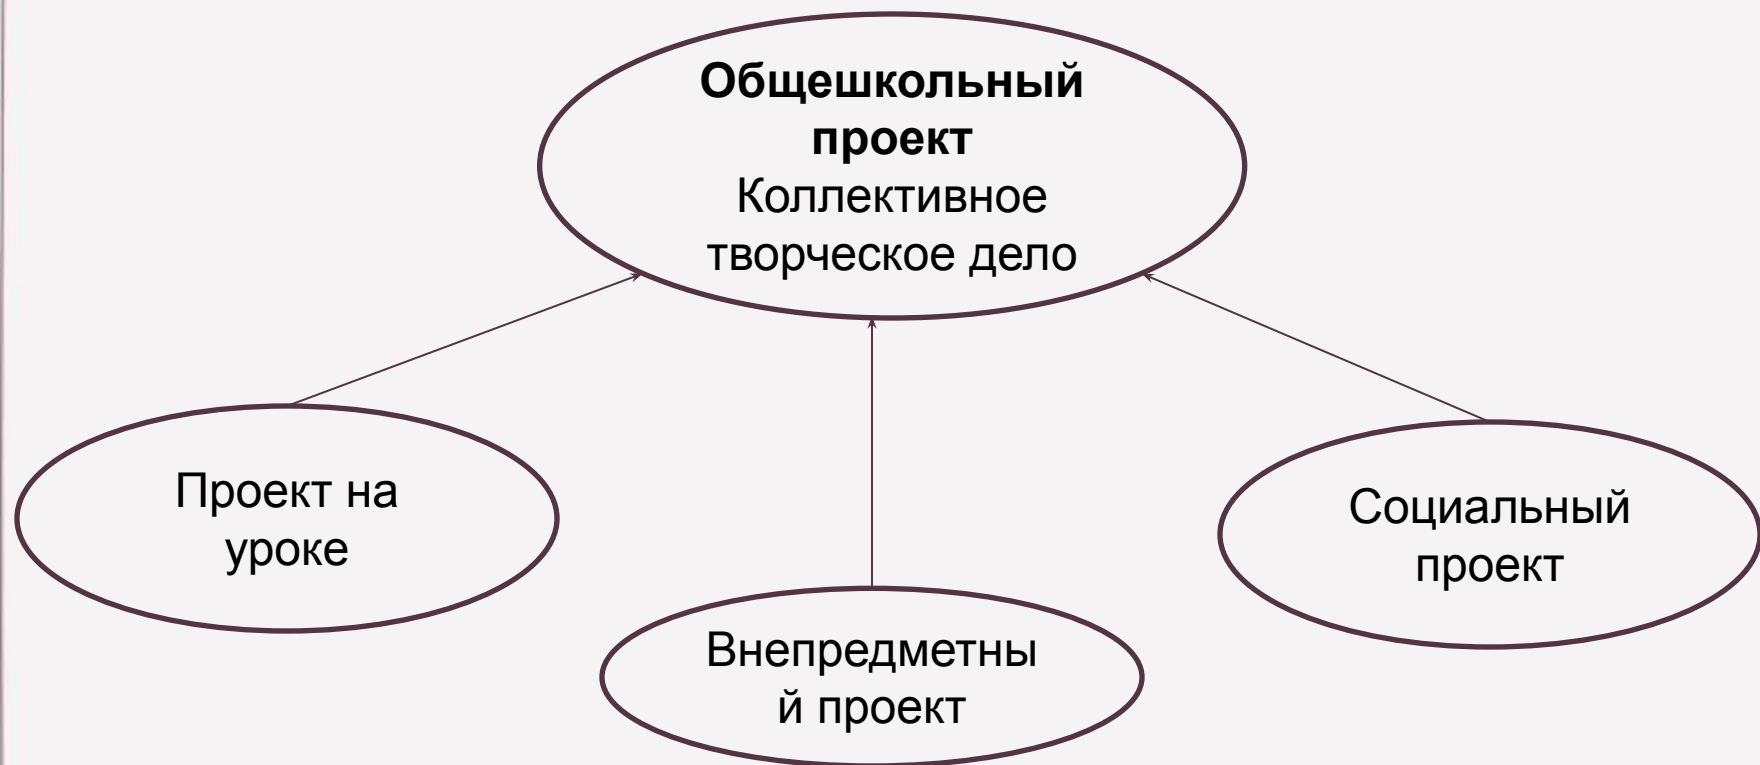 Общешкольный
проект
Коллективное
творческое дело
Проект на
уроке
Внепредметны
й проект
Социальный
проект